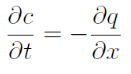 ∂c/∂t = −∂q/∂x